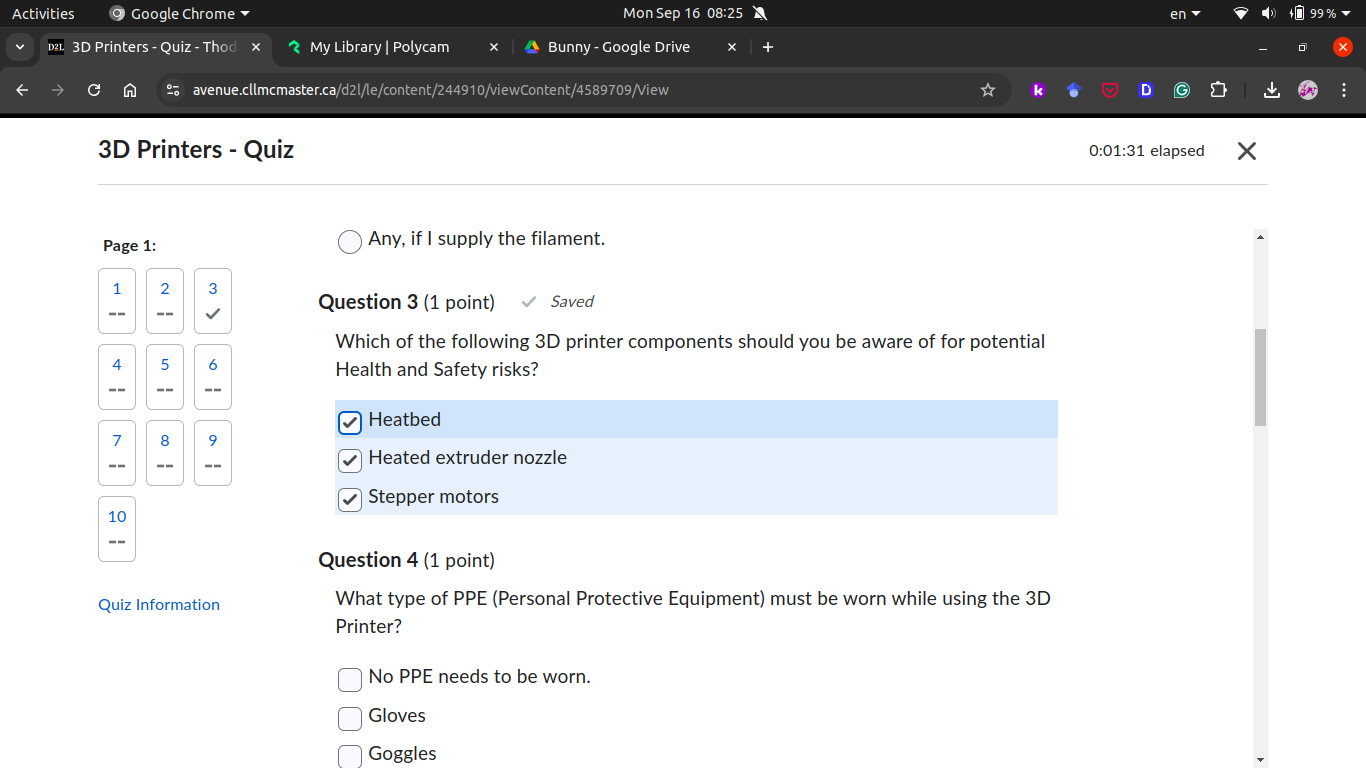 Activities
Google Chrome
Mon Sep 16 08:25
en
99 %
D2L
3D Printers - Quiz - Thod
My Library | Polycam
Bunny - Google Drive
avenue.cllmcmaster.ca/d2l/le/content/244910/viewContent/4589709/View
k
D
G
3D Printers - Quiz
0:01:31 elapsed
Page 1:
1
--
2
--
3
4
--
5
--
6
--
7
--
8
--
9
--
10
--
Quiz Information
Any, if I supply the filament.
Question 3 (1 point)
Saved
Which of the following 3D printer components should you be aware of for potential
Health and Safety risks?
Heatbed
Heated extruder nozzle
Stepper motors
Question 4 (1 point)
What type of PPE (Personal Protective Equipment) must be worn while using the 3D
Printer?
No PPE needs to be worn.
Gloves
Goggles